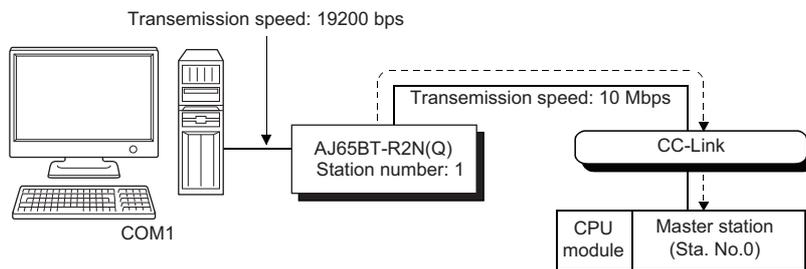 Transemission speed: 19200 bps
Transemission speed: 10 Mbps
AJ65BT-R2N(Q)
Station number: 1
CC-Link
COM1
CPU
module
Master station
(Sta. No.0)